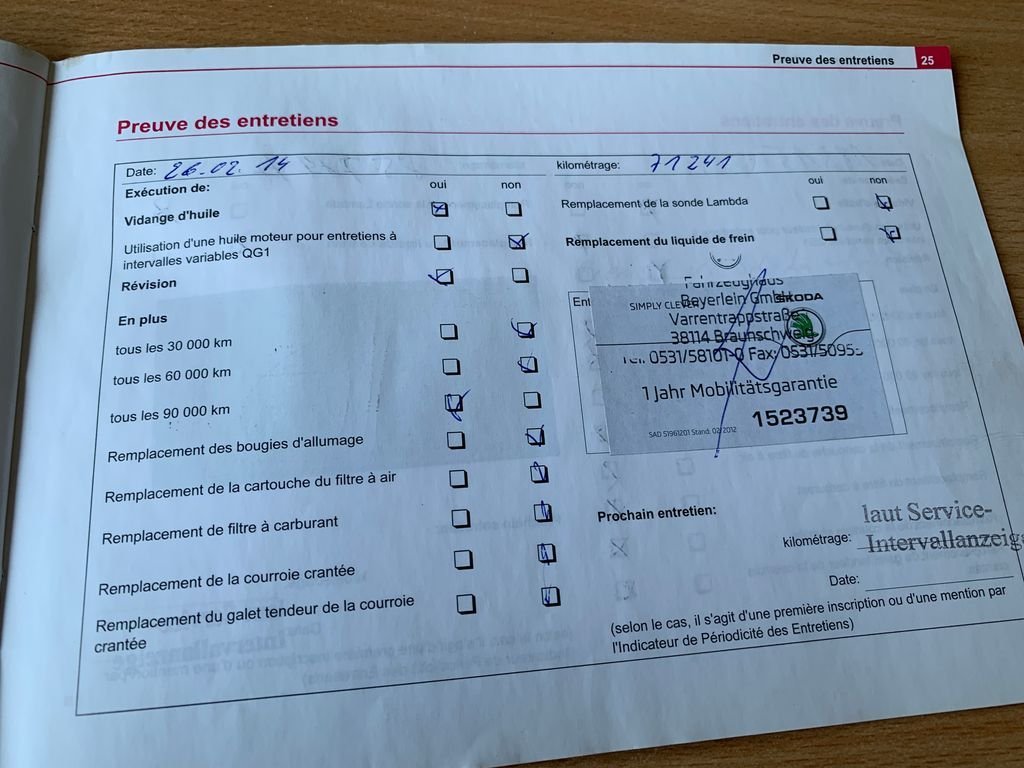 Preuve des entretiens 25
Preuve des entretiens
Date: 26.02.14
kilométrage: 71241
Exécution de: oui non
Vidange d'huile
Utilisation d'une huile moteur pour entretiens à
intervalles variables QG1
Révision
En plus
tous les 30 000 km
tous les 60 000 km
tous les 90 000 km
Remplacement des bougies d'allumage
Remplacement de la cartouche du filtre à air
Remplacement de filtre à carburant
Remplacement de la courroie crantée
Remplacement du galet tendeur de la courroie
crantée
oui non
Remplacement de la sonde Lambda
Remplacement du liquide de frein
Ent
Fahrzeughaus
SIMPLY CLEVER Beyerlein GmbH ŠKODA
Varrentrappstraße
38114 Braunschweig
Tel. 0531/58101-0 Fax: 0531/5095
1 Jahr Mobilitätsgarantie
1523739
SAD 51961201 Stand: 02/2012
Prochain entretien:
laut Service-
kilométrage: Intervallanzeig
Date:
(selon le cas, il s'agit d'une première inscription ou d'une mention par
l'Indicateur de Périodicité des Entretiens)